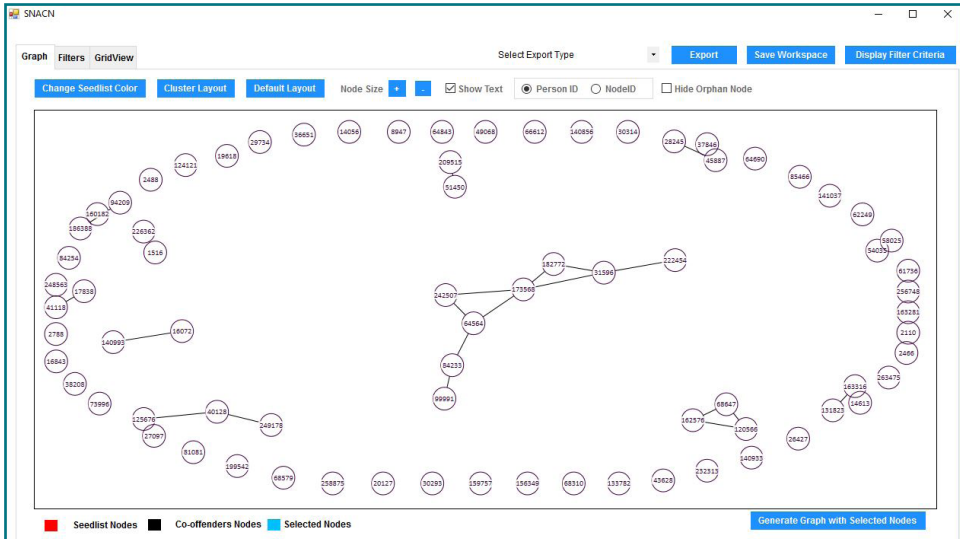 SNACN
Graph Filters GridView Select Export Type Export Save Workspace Display Filter Criteria
Change Seedlist Color Cluster Layout Default Layout Node Size + - Show Text Person ID NodeID Hide Orphan Node
36651 14056 8947 64843 49068 66612 140856 30314
29734 28245 37846
19618 209515 45887 64690
124121
2488 51450 85466
94209 141037
160182 62249
186388 226362 58025
1516 54035
84254 182772 31596 222454 61736
248563 17838 242507 173568 256748
41118 163281
2788 140993 16072 64564 2110
16843 84233 2466
38208 263475
73996 99991 68647 163316
125676 40128 249178 162576 120566 131823 14613
27097 26427
81081 140933
199542 232313
68579 258875 20127 30293 159757 156349 68310 133782 43628
Seedlist Nodes Co-offenders Nodes Selected Nodes Generate Graph with Selected Nodes